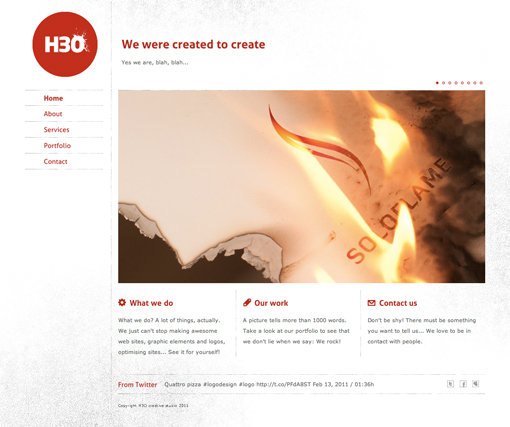 H3O
We were created to create
Yes we are, blah, blah...
Home
About
Services
Portfolio
Contact
SOLOFLAME
What we do
What we do? A lot of things, actually.
We just can't stop making awesome
web sites, graphic elements and logos,
optimising sites... See it for yourself!
Our work
A picture tells more than 1000 words.
Take a look at our portfolio to see that
we don't lie when we say: We rock!
Contact us
Don't be shy! There must be something
you want to tell us... We love to be in
contact with people.
From Twitter Quattro pizza #logodesign #logo http://t.co/PFdA8ST Feb 13, 2011 / 01:36h
Copyright H3O creative studio 2011